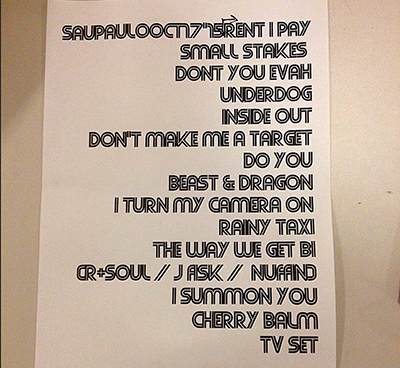 SAUPAULOOCT17"15 RENT I PAY
SMALL STAKES
DONT YOU EVAH
UNDERDOG
INSIDE OUT
DON'T MAKE ME A TARGET
DO YOU
BEAST & DRAGON
I TURN MY CAMERA ON
RAINY TAXI
THE WAY WE GET BI
CR+SOUL // J ASK // NUFFIND
I SUMMON YOU
CHERRY BALM
TV SET